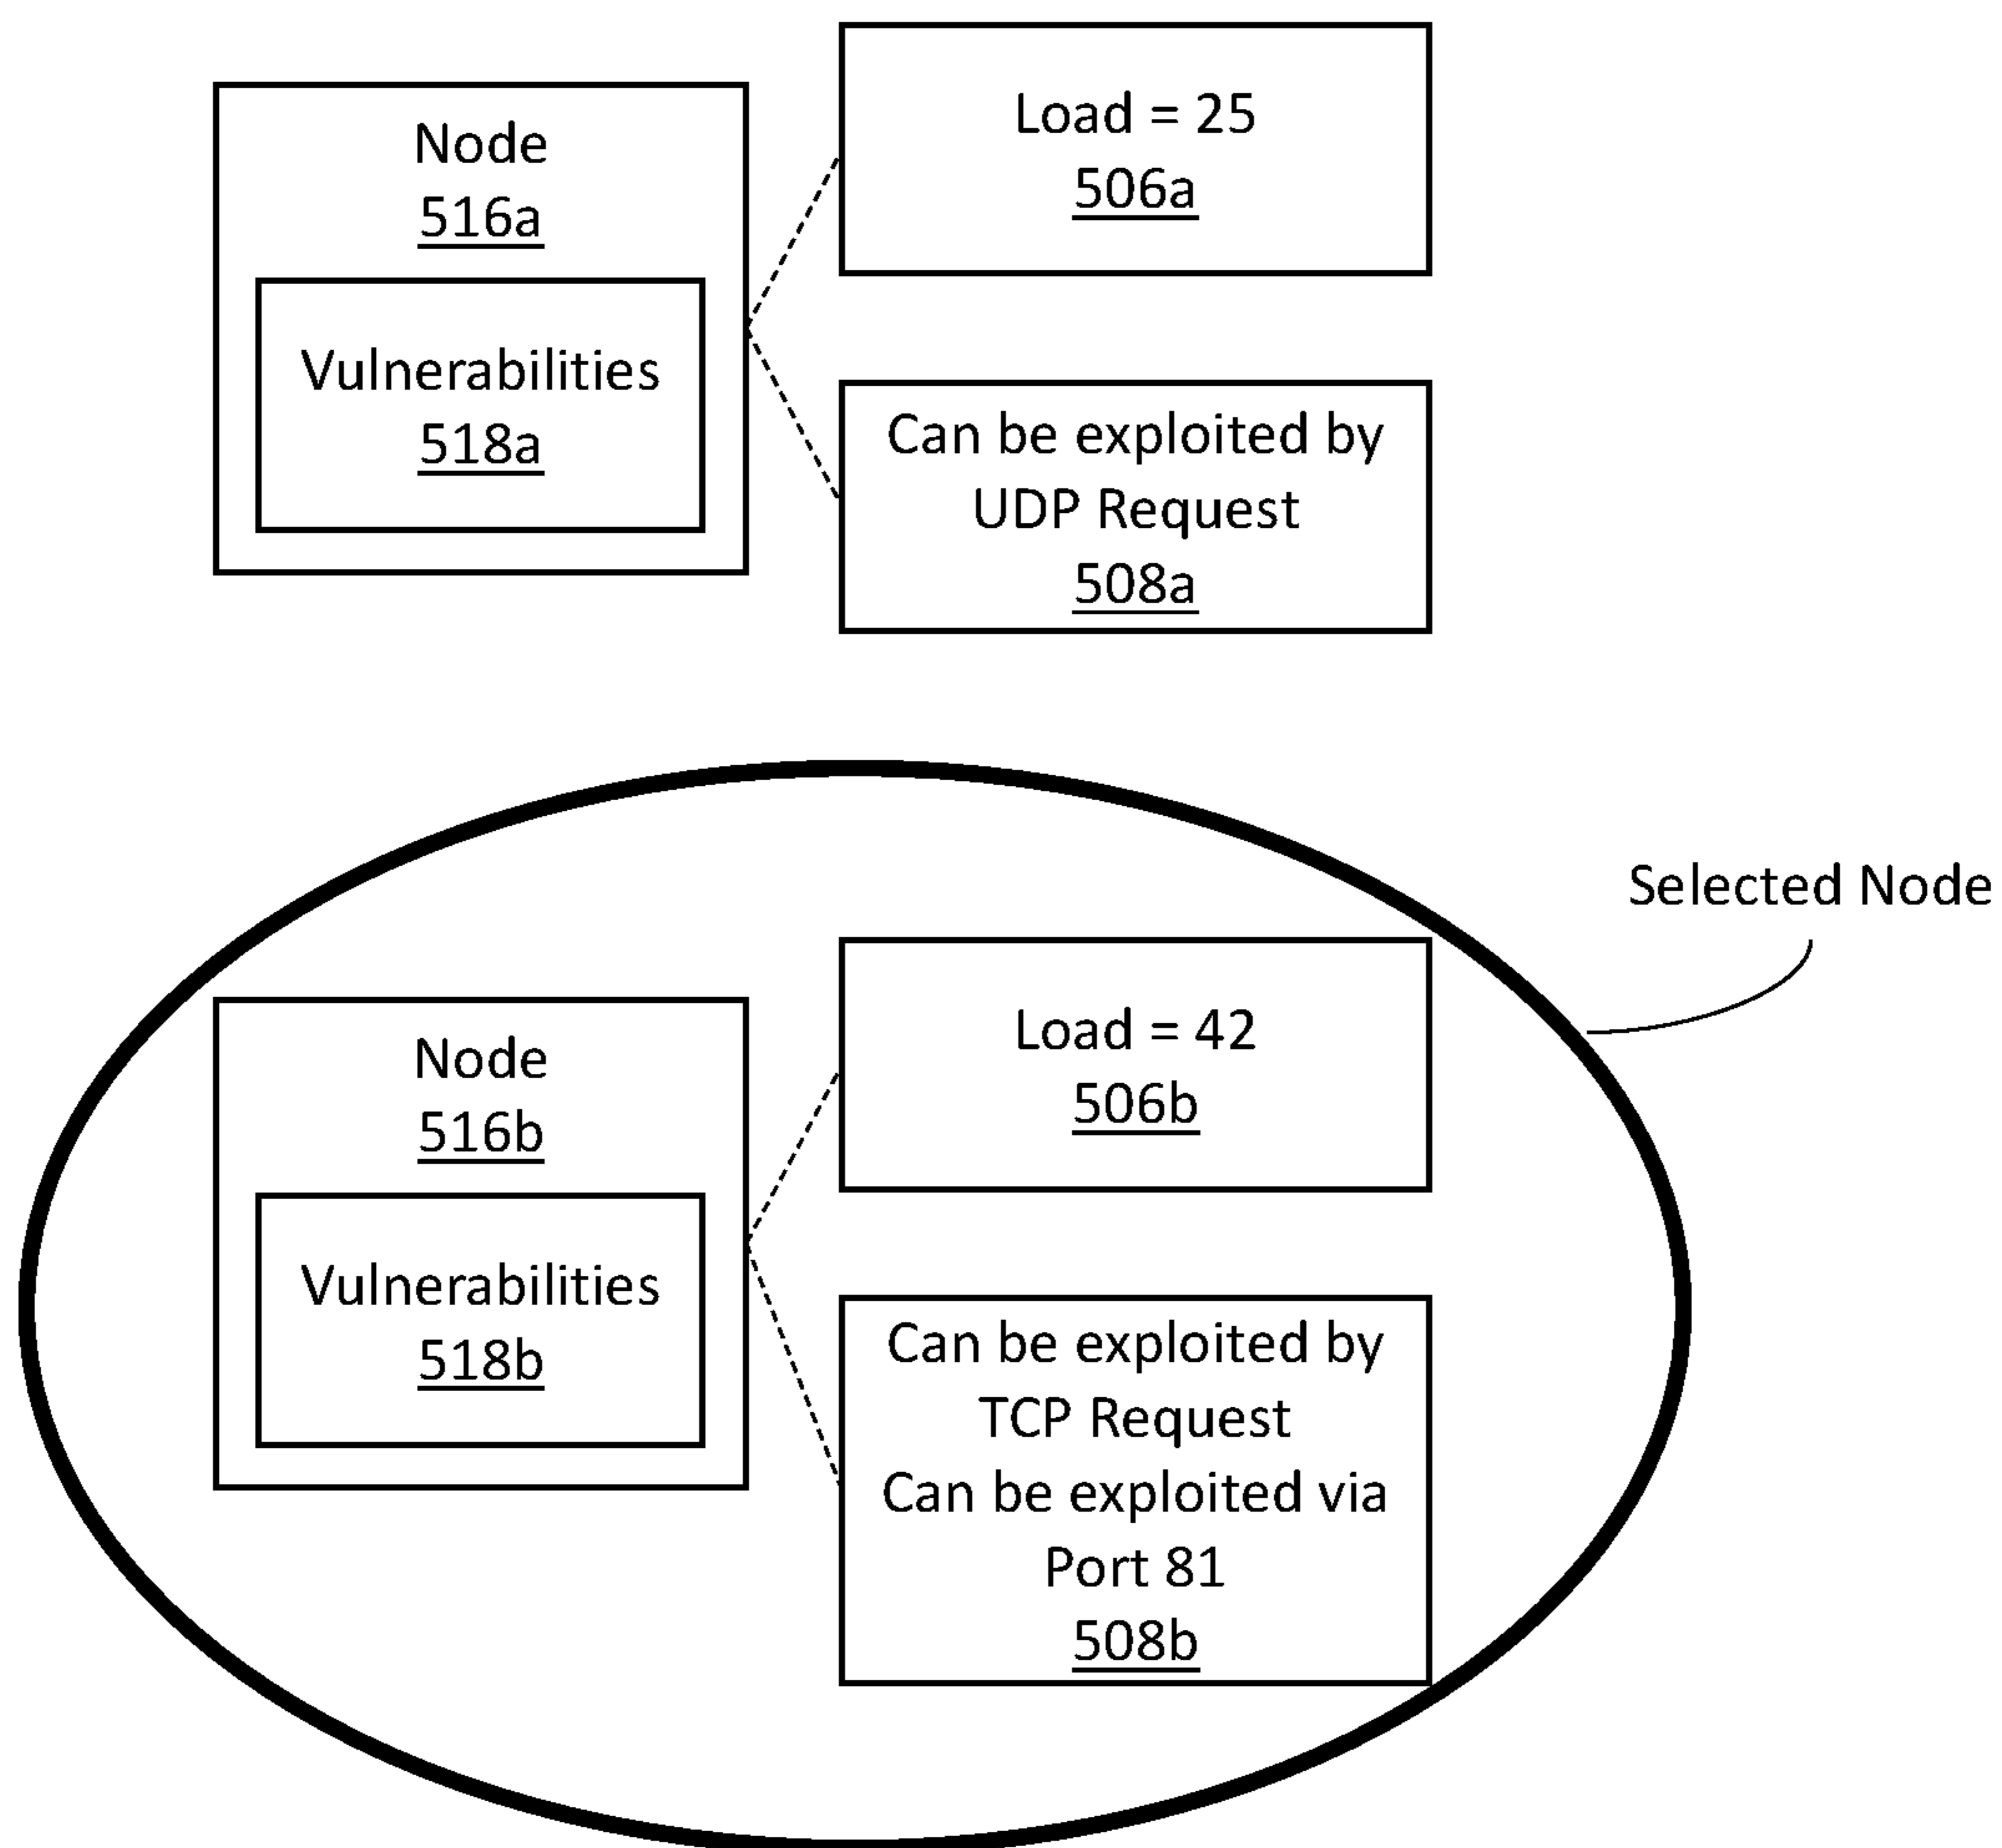 Node
516a
Vulnerabilities
518a
Load = 25
506a
Can be exploited by
UDP Request
508a
Selected Node
Node
516b
Vulnerabilities
518b
Load = 42
506b
Can be exploited by
TCP Request
Can be exploited via
Port 81
508b